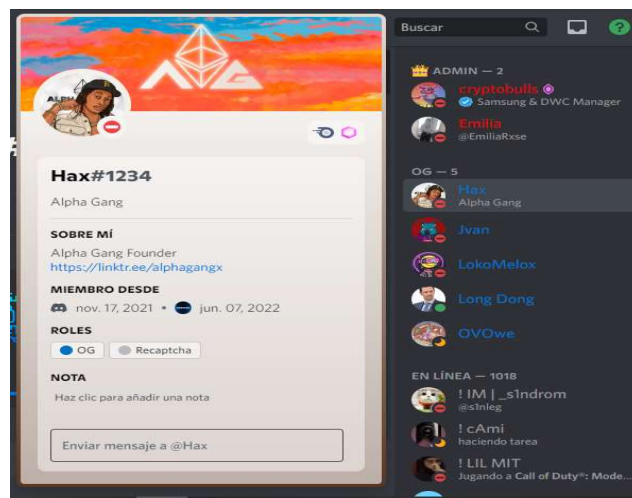 Hax#1234
Alpha Gang
SOBRE MÍ
Alpha Gang Founder
https://linktr.ee/alphagangx
MIEMBRO DESDE
nov. 17, 2021 • jun. 07, 2022
ROLES
OG Recaptcha
NOTA
Haz clic para añadir una nota
Enviar mensaje a @Hax
Buscar
ADMIN — 2
cryptobulls
Samsung & DWC Manager
Emilia
@EmiliaRxse
OG — 5
Hax
Alpha Gang
Jvan
LokoMelox
Long Dong
OVOwe
EN LÍNEA — 1018
! IM | _s1ndrom
@s1nleg
! cAmi
haciendo tarea
! LIL MIT
Jugando a Call of Duty®: Mode...